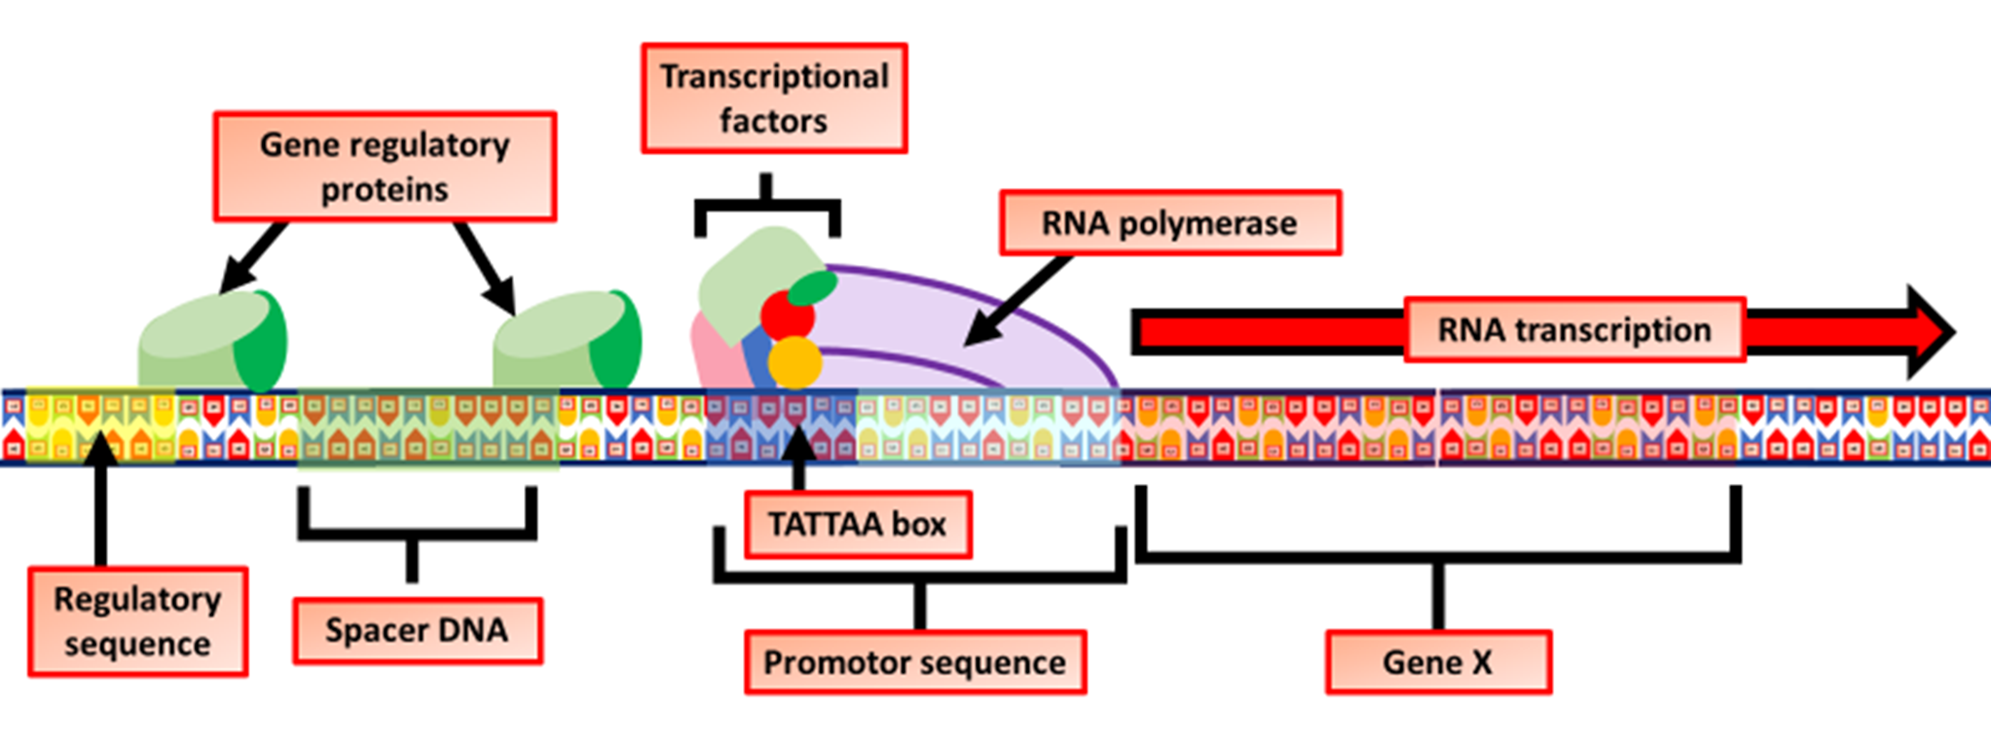 Transcriptional
factors
Gene regulatory
proteins
RNA polymerase
RNA transcription
TATTAA box
Regulatory
sequence
Spacer DNA
Promotor sequence
Gene X